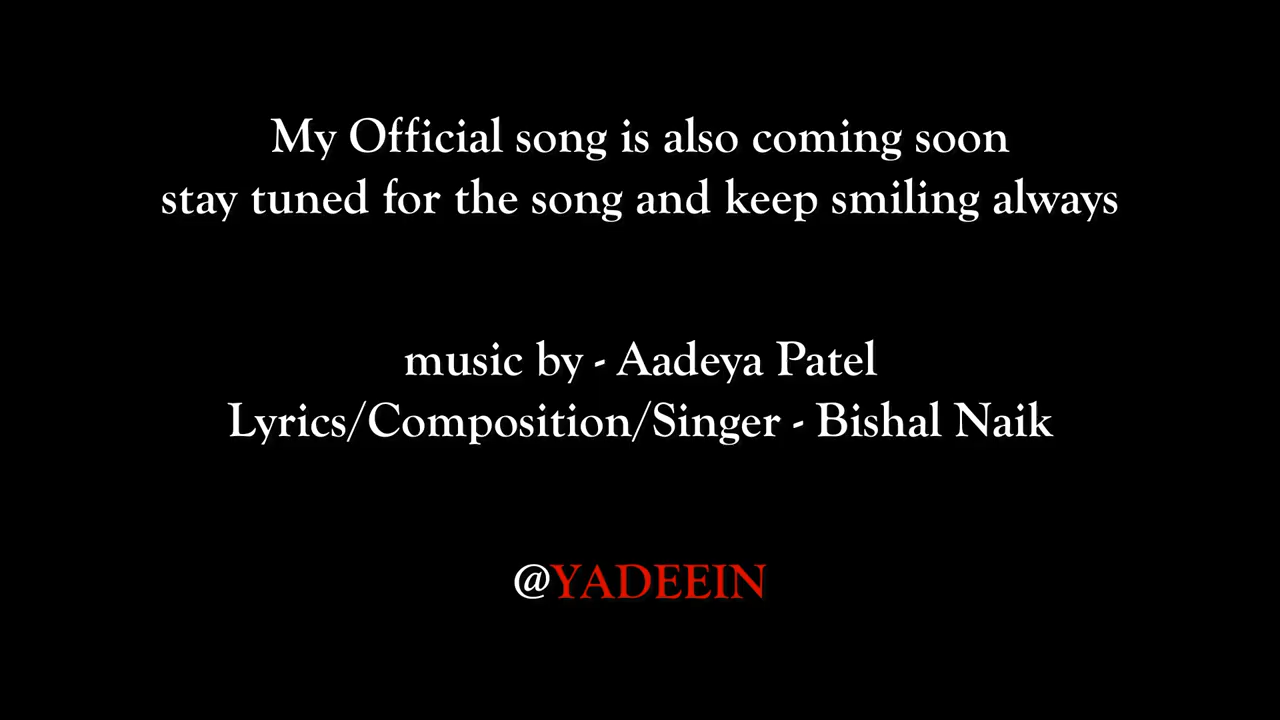 My Official song is also coming soon
stay tuned for the song and keep smiling always
music by - Aadeya Patel
Lyrics/Composition/Singer - Bishal Naik
@YADEEIN